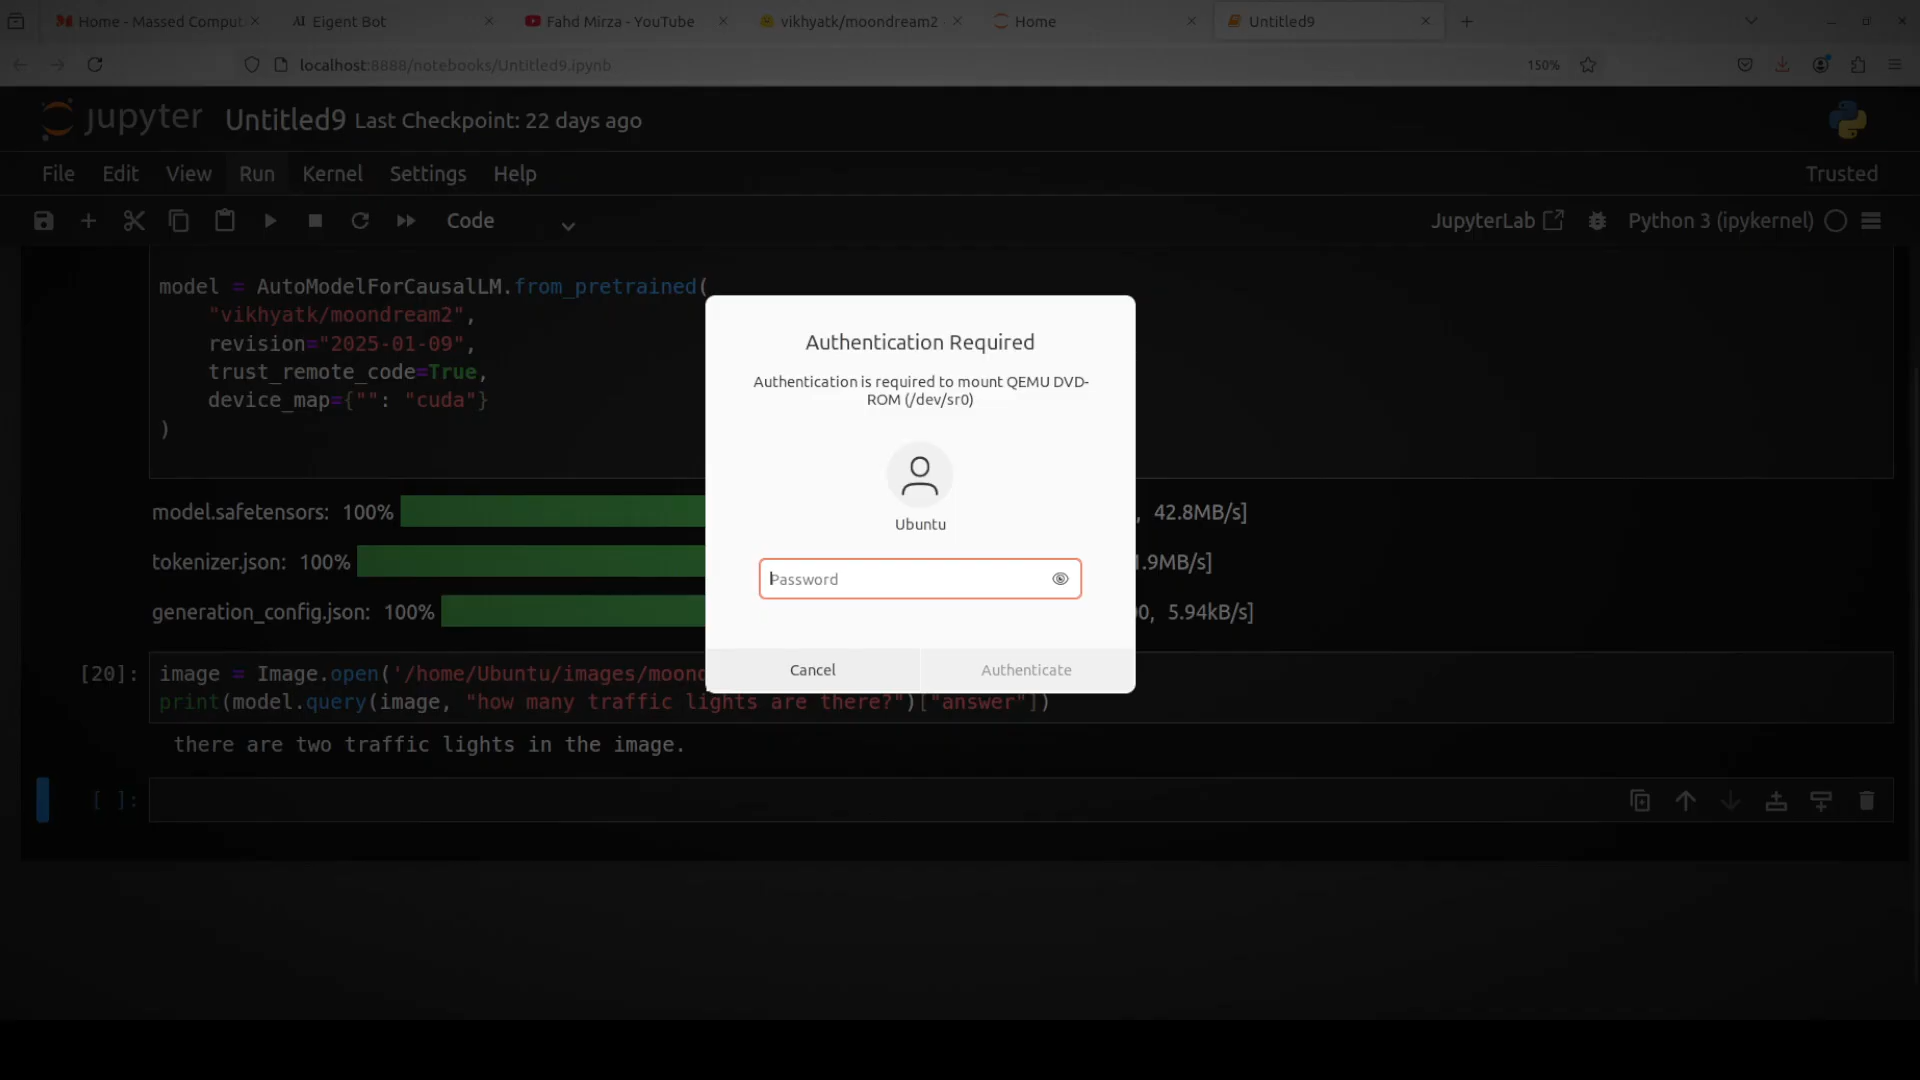 Home - Massed Comput
AI Eigent Bot
Fahd Mirza - YouTube
vikhyatk/moondream2 -
Home
Untitled9
localhost:8888/notebooks/Untitled9.ipynb
150%
jupyter Untitled9 Last Checkpoint: 22 days ago
File Edit View Run Kernel Settings Help
Trusted
Code
JupyterLab
Python 3 (ipykernel)
model = AutoModelForCausalLM.from_pretrained(
"vikhyatk/moondream2",
revision="2025-01-09",
trust_remote_code=True,
device_map={"": "cuda"}
)
Authentication Required
Authentication is required to mount QEMU DVD-
ROM (/dev/sr0)
Ubuntu
Password
Cancel
Authenticate
model.safetensors: 100%
, 42.8MB/s]
tokenizer.json: 100%
.9MB/s]
generation_config.json: 100%
0, 5.94kB/s]
[20]:
image = Image.open('/home/Ubuntu/images/moon
print(model.query(image, "how many traffic lights are there?")["answer"])
there are two traffic lights in the image.
[ ]: